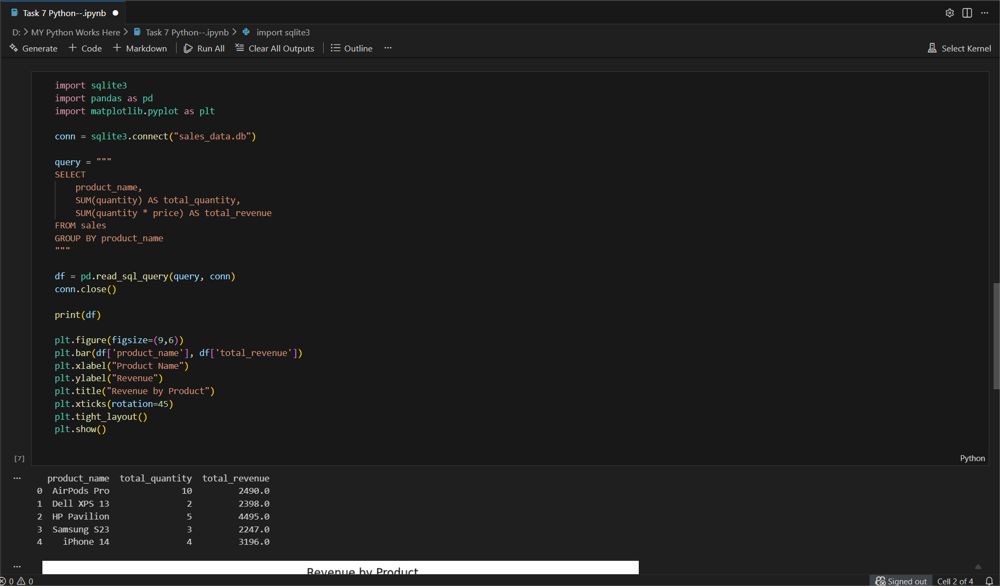 Task 7 Python--.ipynb
D: > MY Python Works Here > Task 7 Python--.ipynb > import sqlite3
Generate + Code + Markdown | Run All Clear All Outputs | Outline ... Select Kernel
import sqlite3
import pandas as pd
import matplotlib.pyplot as plt
conn = sqlite3.connect("sales_data.db")
query = """
SELECT
    product_name,
    SUM(quantity) AS total_quantity,
    SUM(quantity * price) AS total_revenue
FROM sales
GROUP BY product_name
"""
df = pd.read_sql_query(query, conn)
conn.close()
print(df)
plt.figure(figsize=(9,6))
plt.bar(df['product_name'], df['total_revenue'])
plt.xlabel("Product Name")
plt.ylabel("Revenue")
plt.title("Revenue by Product")
plt.xticks(rotation=45)
plt.tight_layout()
plt.show()
[7] Python
... product_name total_quantity total_revenue
0 AirPods Pro 10 2490.0
1 Dell XPS 13 2 2398.0
2 HP Pavilion 5 4495.0
3 Samsung S23 3 2247.0
4 iPhone 14 4 3196.0
... Revenue by Product
0 0 Signed out Cell 2 of 4